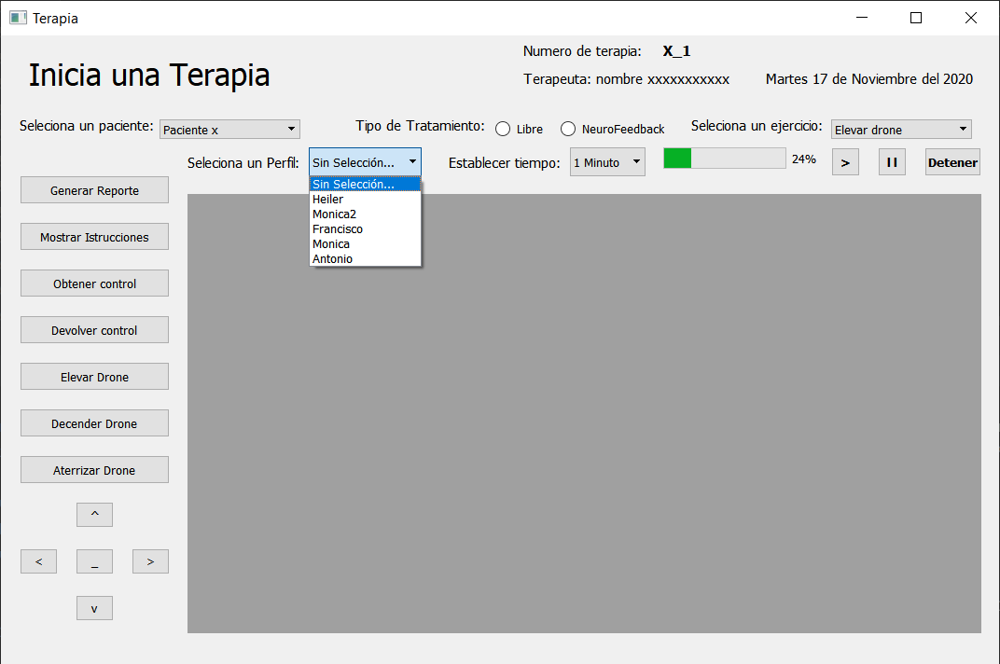 Terapia
Numero de terapia: X_1
Inicia una Terapia
Terapeuta: nombre xxxxxxxxxxx Martes 17 de Noviembre del 2020
Seleciona un paciente: Paciente x Tipo de Tratamiento: Libre NeuroFeedback Seleciona un ejercicio: Elevar drone
Seleciona un Perfil: Sin Selección... Establecer tiempo: 1 Minuto 24% > II Detener
Sin Selección...
Heiler
Monica2
Francisco
Monica
Antonio
Generar Reporte
Mostrar Istrucciones
Obtener control
Devolver control
Elevar Drone
Decender Drone
Aterrizar Drone
^
< _ >
v